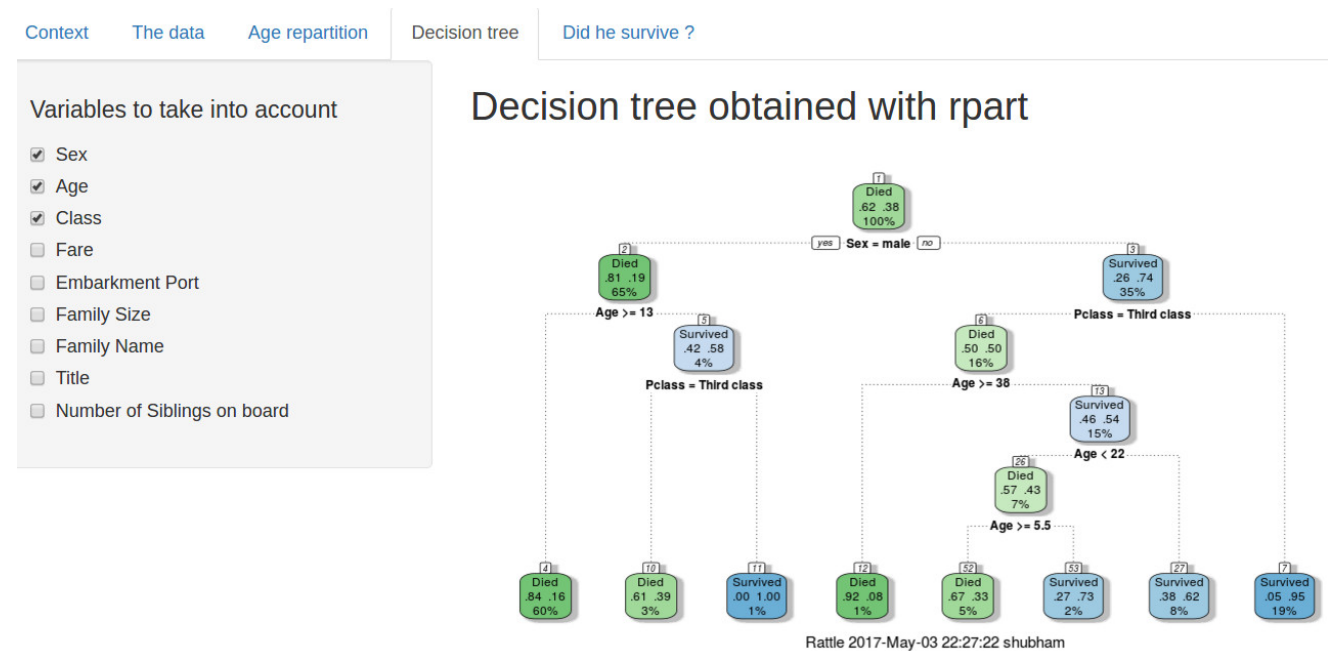 Context The data Age repartition Decision tree Did he survive ?
Variables to take into account
Sex
Age
Class
Fare
Embarkment Port
Family Size
Family Name
Title
Number of Siblings on board
Decision tree obtained with rpart
1
Died
.62 .38
100%
yes Sex = male no
2
Died
.81 .19
65%
Age >= 13
3
Survived
.26 .74
35%
Pclass = Third class
5
Survived
.42 .58
4%
Pclass = Third class
6
Died
.50 .50
16%
Age >= 38
13
Survived
.46 .54
15%
Age < 22
26
Died
.57 .43
7%
Age >= 5.5
4
Died
.84 .16
60%
10
Died
.61 .39
3%
11
Survived
.00 1.00
1%
12
Died
.92 .08
1%
52
Died
.67 .33
5%
53
Survived
.27 .73
2%
27
Survived
.38 .62
8%
7
Survived
.05 .95
19%
Rattle 2017-May-03 22:27:22 shubham